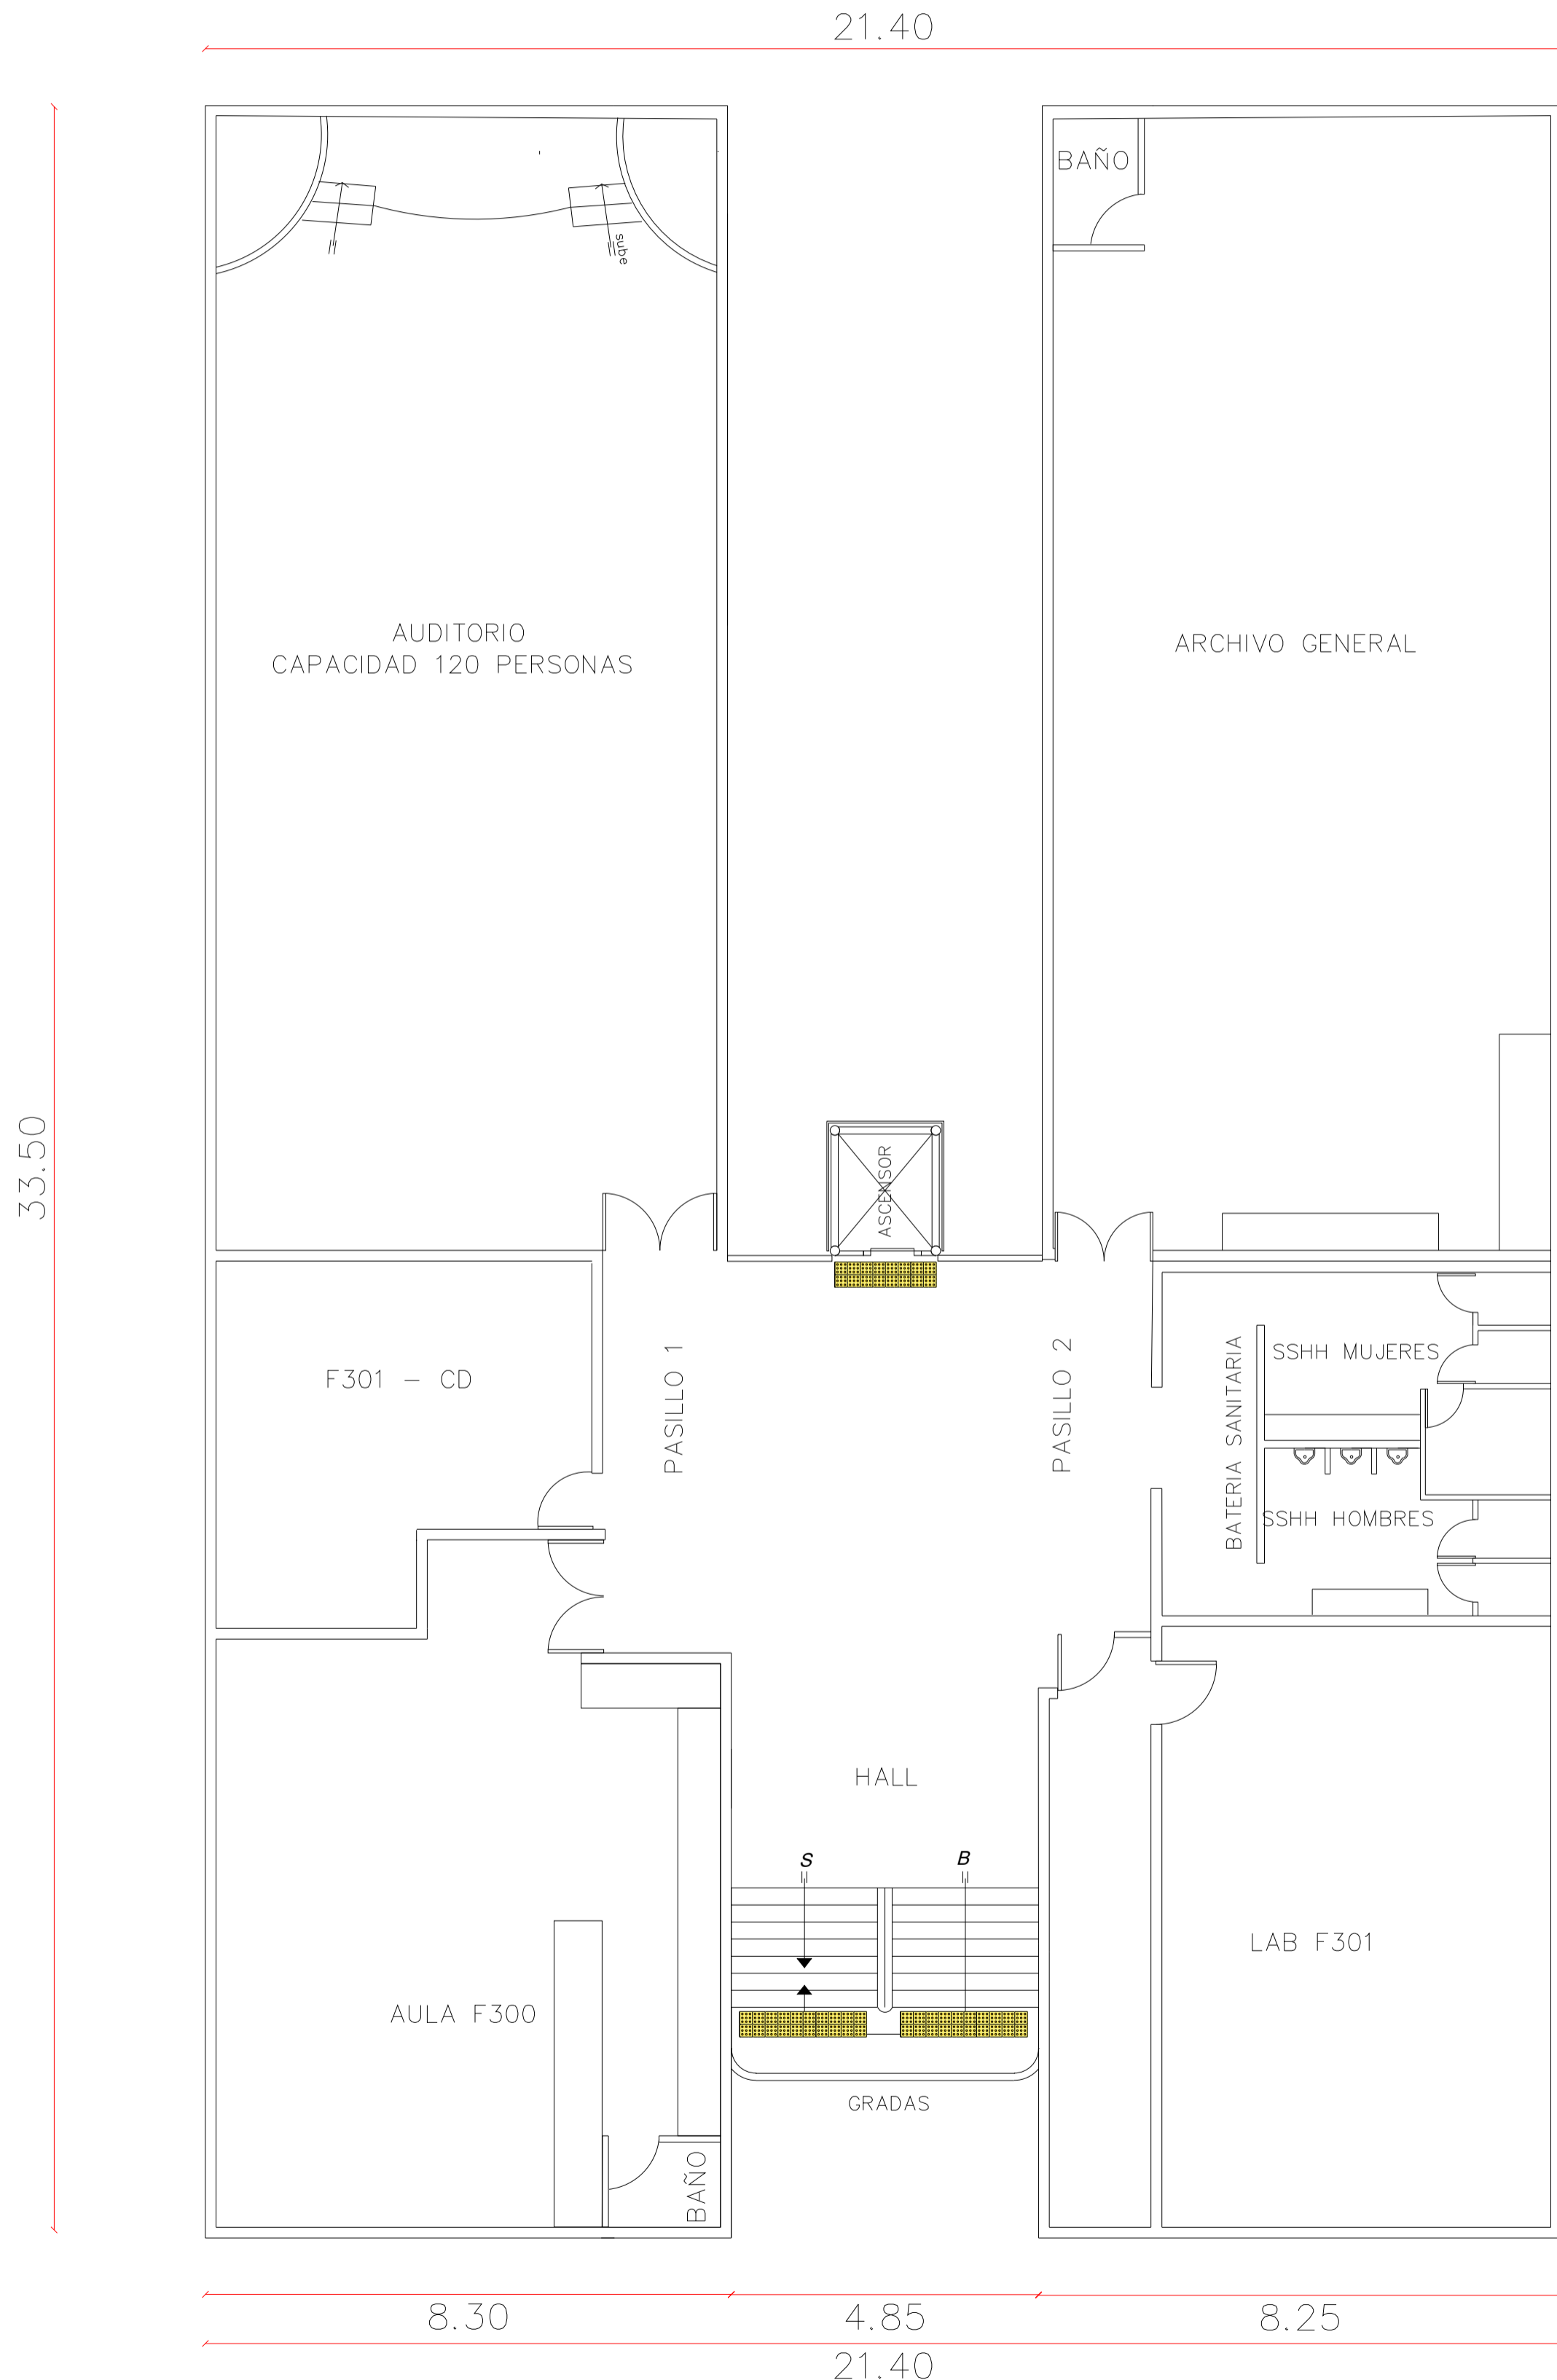 21.40
BAÑO
sube
AUDITORIO
CAPACIDAD 120 PERSONAS
ARCHIVO GENERAL
33.50
ASCENSOR
F301 - CD
PASILLO 1
PASILLO 2
BATERIA SANITARIA
SSHH MUJERES
SSHH HOMBRES
HALL
S
B
LAB F301
AULA F300
GRADAS
BAÑO
8.30
4.85
8.25
21.40